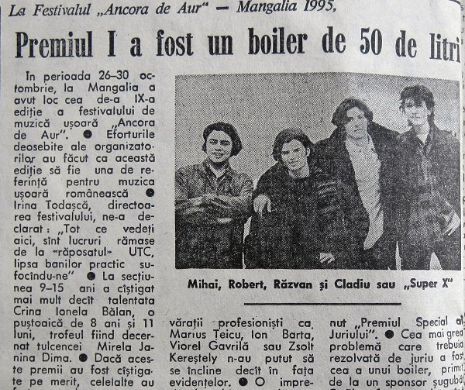 La Festivalul „Ancora de Aur“ — Mangalia 1995,
Premiul I a fost un boiler de 50 de litri
În perioada 26–30 oc-
tombrie, la Mangalia a
avut loc cea de-a IX-a
ediție a festivalului de
muzică ușoară „Ancora
de Aur“. ● Eforturile
deosebite ale organizato-
rilor au făcut ca această
ediție să fie una de re-
ferință pentru muzica
ușoară românească ●
Irina Todască, directoa-
rea festivalului, ne-a de-
clarat: „Tot ce vedeți
aici, sînt lucruri rămase
de la «răposatul» UTC,
lipsa banilor practic su-
focîndu-ne“ ● La secțiu-
nea 9–15 ani a cîștigat
mai mult decît talentata
Crina Ianela Bălan, o
puștoaică de 8 ani și 11
luni, trofeul fiind decer-
nat tulcencei Mirela Ja-
nina Dima. ● Dacă aces-
te premii au fost cîștiga-
te pe merit, celelalte au
Mihai, Robert, Răzvan și Cladiu sau „Super X“
vărații profesioniști ca
Marius Țeicu, Ion Barta,
Viorel Gavrilă sau Zsolt
Kerestely n-au putut să
se încline decît în fața
evidențelor. ● O impre-
nut „Premiul Special al
Juriului“. ● Cea mai grea
problemă care trebuia
rezolvată de juriu a fost
cea a unui boiler, primit
de la un sponsor șugubăț